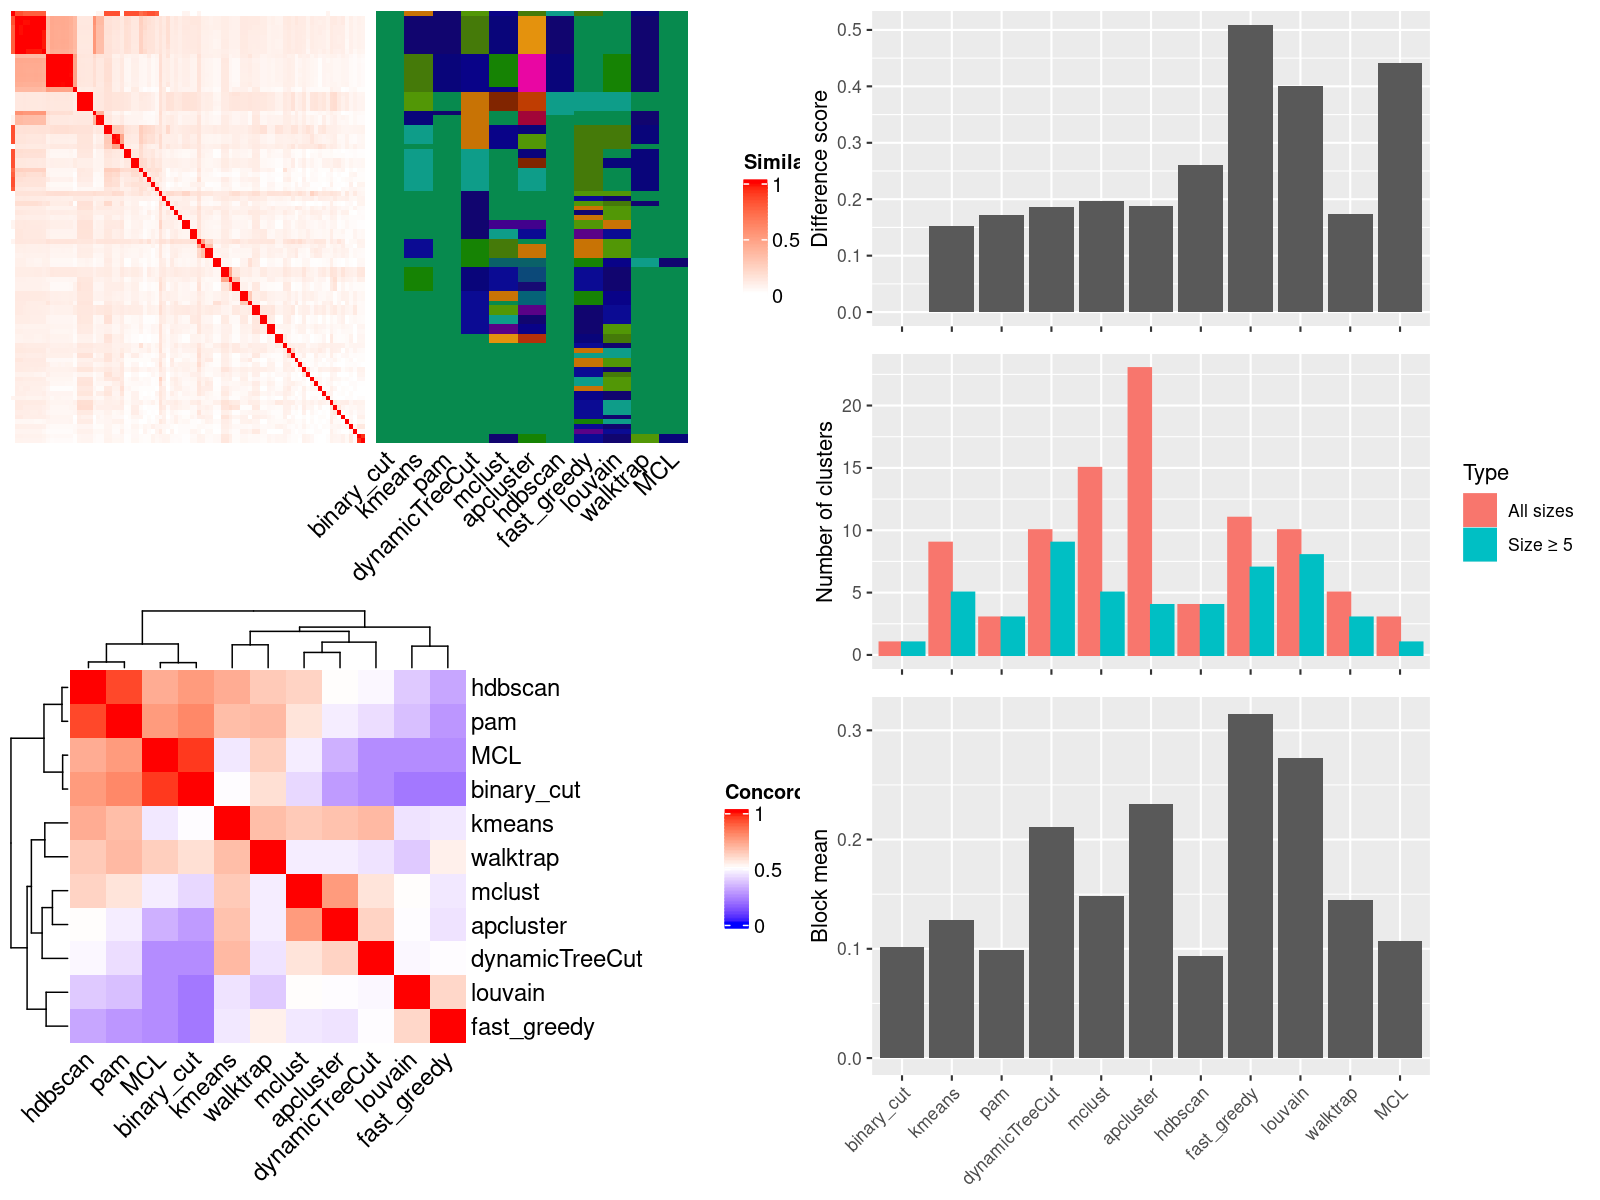 Simila
1
0.5
0
binary_cut
kmeans
pam
dynamicTreeCut
mclust
apcluster
hdbscan
fast_greedy
louvain
walktrap
MCL
hdbscan
pam
MCL
binary_cut
kmeans
walktrap
mclust
apcluster
dynamicTreeCut
louvain
fast_greedy
hdbscan
pam
MCL
binary_cut
kmeans
walktrap
mclust
apcluster
dynamicTreeCut
louvain
fast_greedy
Concord
1
0.5
0
Difference score
0.5
0.4
0.3
0.2
0.1
0.0
Number of clusters
20
15
10
5
0
Type
All sizes
Size ≥ 5
Block mean
0.3
0.2
0.1
0.0
binary_cut
kmeans
pam
dynamicTreeCut
mclust
apcluster
hdbscan
fast_greedy
louvain
walktrap
MCL